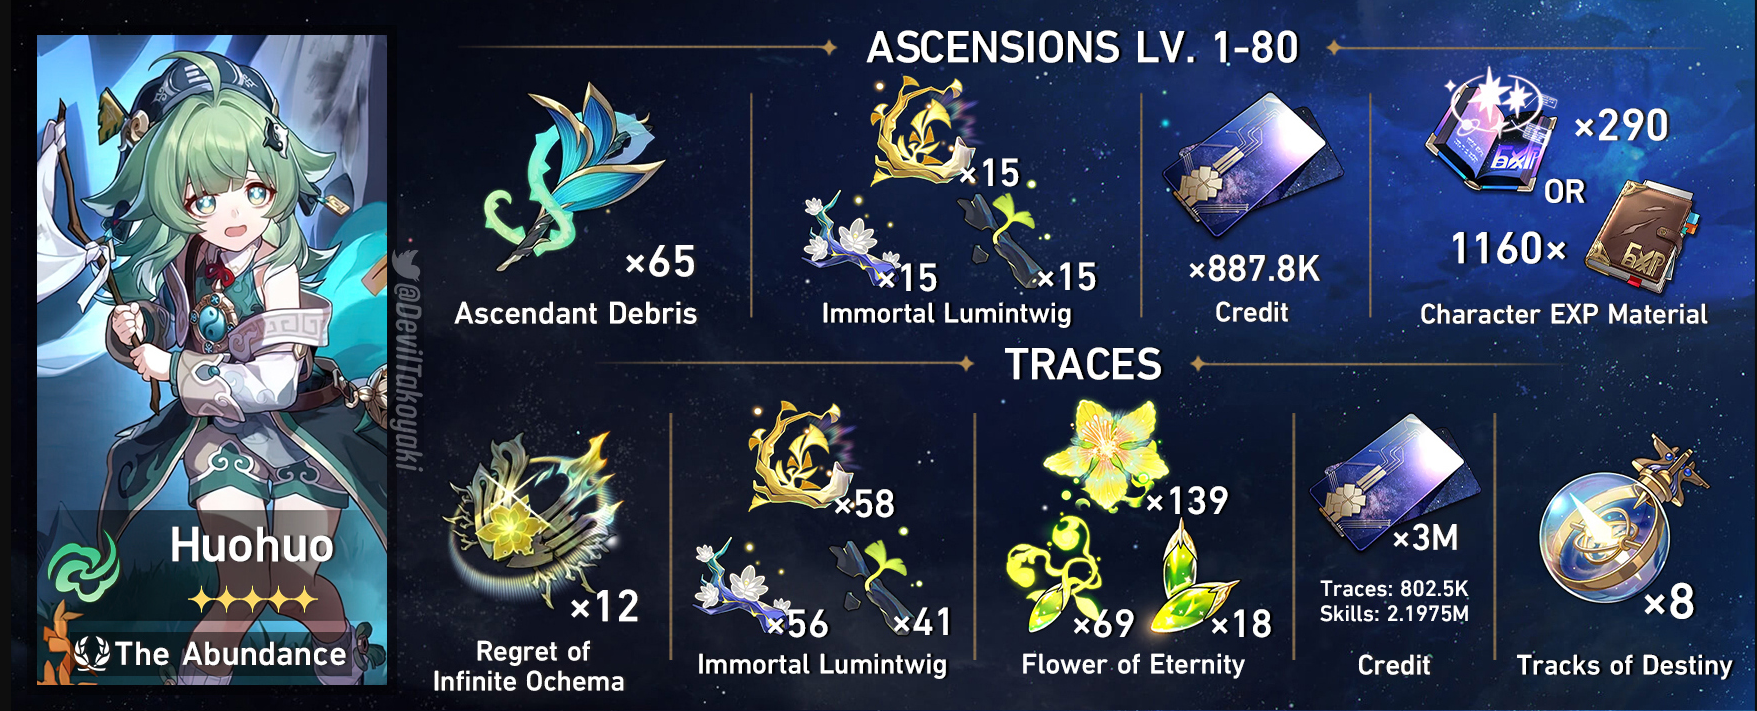 ASCENSIONS LV. 1-80
×65
Ascendant Debris
×15
×15
×15
Immortal Lumintwig
×887.8K
Credit
EXP
×290
OR
1160×
EXP
Character EXP Material
@DevilTakoyaki
TRACES
Huohuo
The Abundance
×12
Regret of
Infinite Ochema
×58
×56
×41
Immortal Lumintwig
×139
×69
×18
Flower of Eternity
×3M
Traces: 802.5K
Skills: 2.1975M
Credit
×8
Tracks of Destiny